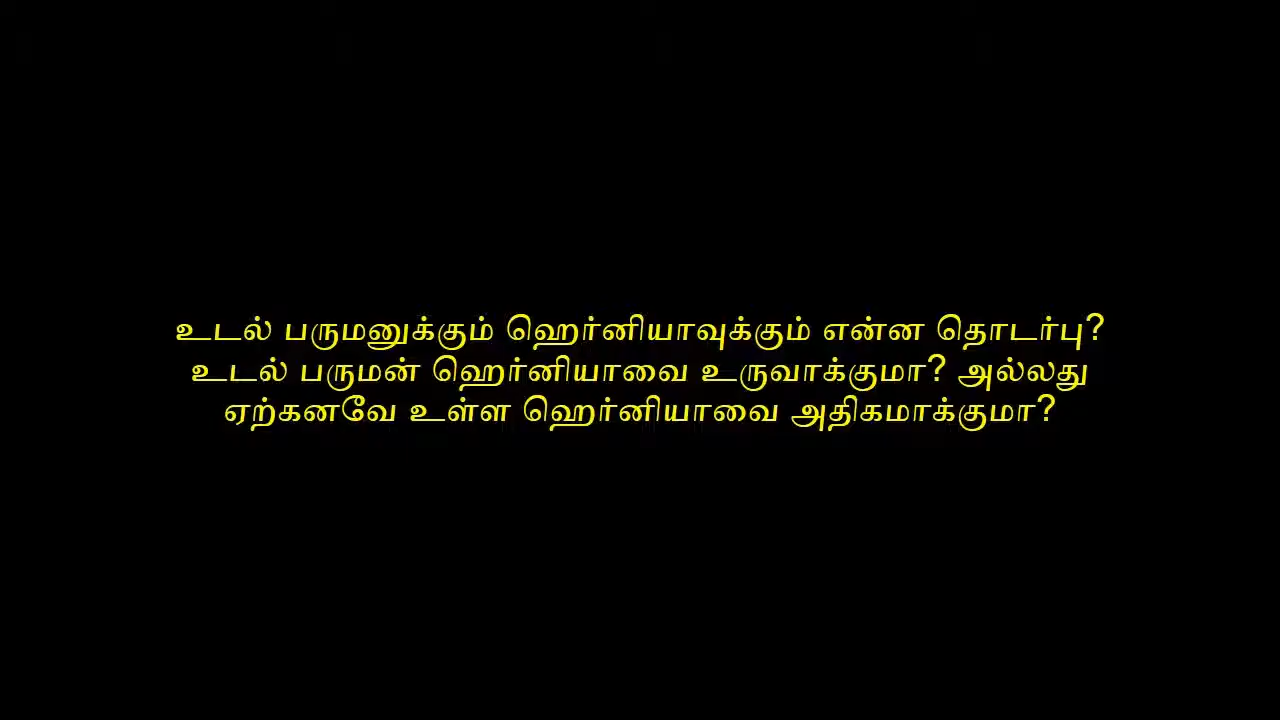 உடல் பருமனுக்கும் ஹெர்னியாவுக்கும் என்ன தொடர்பு?
உடல் பருமன் ஹெர்னியாவை உருவாக்குமா? அல்லது
ஏற்கனவே உள்ள ஹெர்னியாவை அதிகமாக்குமா?